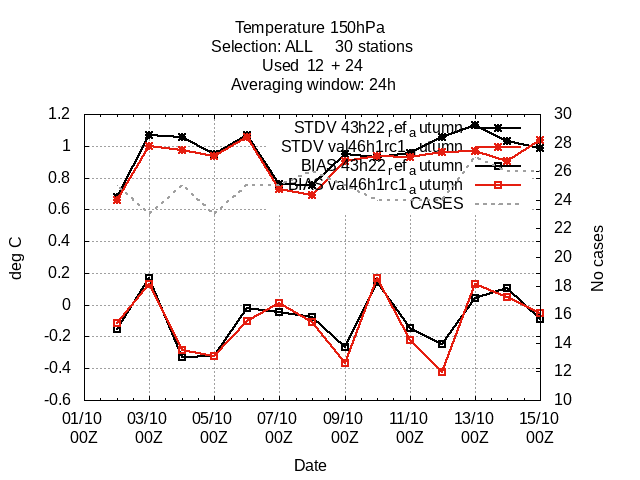 Temperature 150hPa
Selection: ALL 30 stations
Used 12 + 24
Averaging window: 24h
1.2
1
0.8
0.6
0.4
0.2
0
-0.2
-0.4
-0.6
deg C
STDV 43h22_ref_autumn
STDV val46h1rc1_autumn
BIAS 43h22_ref_autumn
BIAS val46h1rc1_autumn
CASES
30
28
26
24
22
20
18
16
14
12
10
No cases
01/10 03/10 05/10 07/10 09/10 11/10 13/10 15/10
00Z 00Z 00Z 00Z 00Z 00Z 00Z 00Z
Date